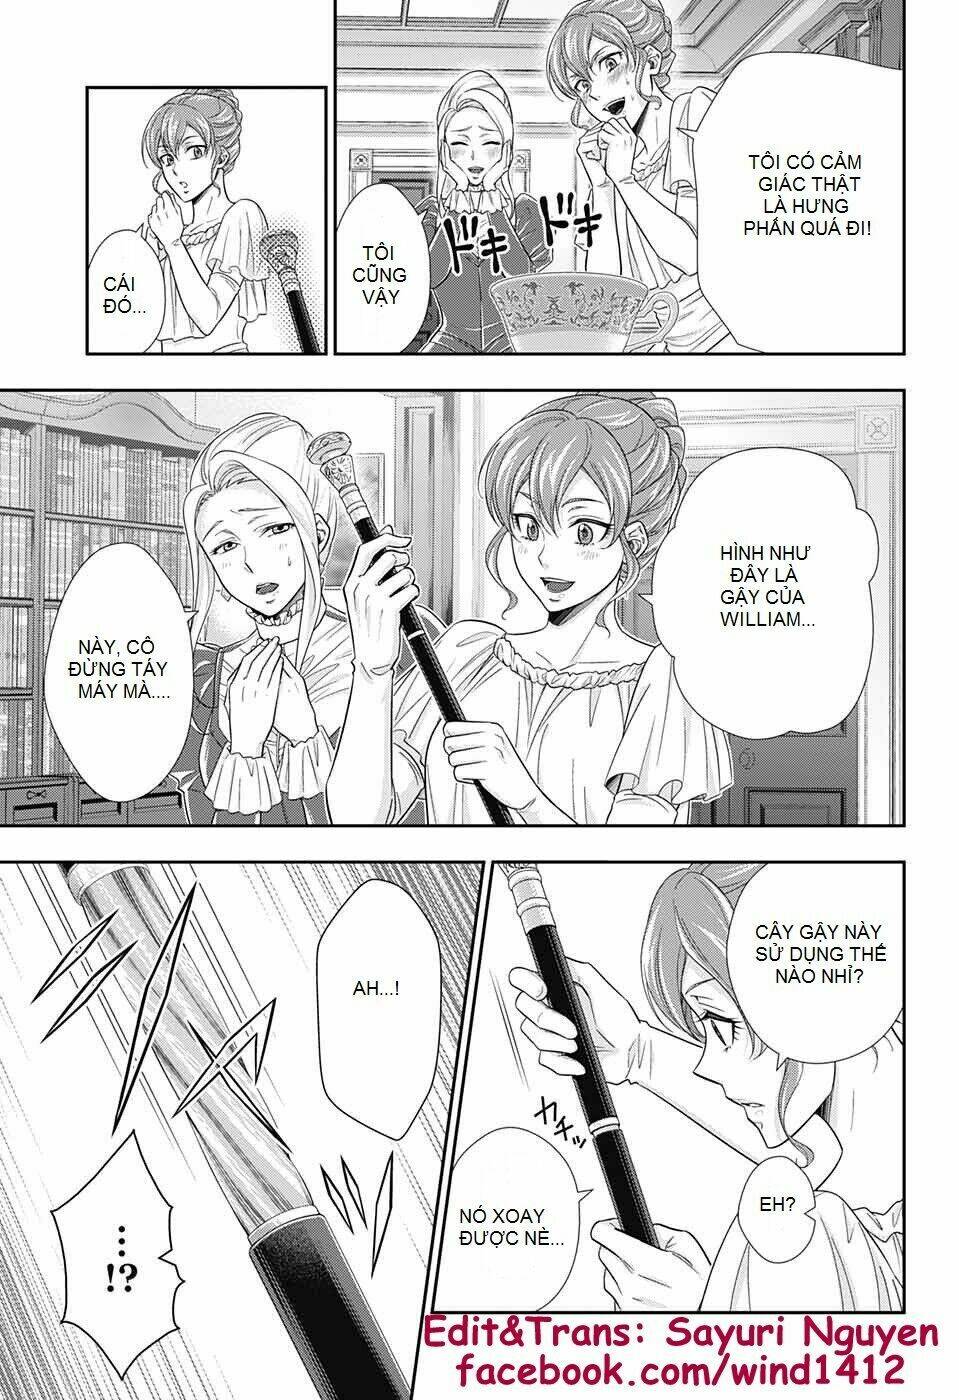 TÔI CÓ CẢM
GIÁC THẬT
LÀ HƯNG
PHẤN QUÁ ĐI!
TÔI
CŨNG
VẬY
ドキ
ドキ
CÁI
ĐÓ...
HÌNH NHƯ
ĐÂY LÀ
GẬY CỦA
WILLIAM...
NÀY, CÔ
ĐỪNG TÁY
MÁY MÀ....
CÂY GẬY NÀY
SỬ DỤNG THẾ
NÀO NHỈ?
カチッ
EH?
NÓ XOAY
ĐƯỢC NÈ...
AH...!
...
!?
Edit&Trans: Sayuri Nguyen
facebook.com/wind1412